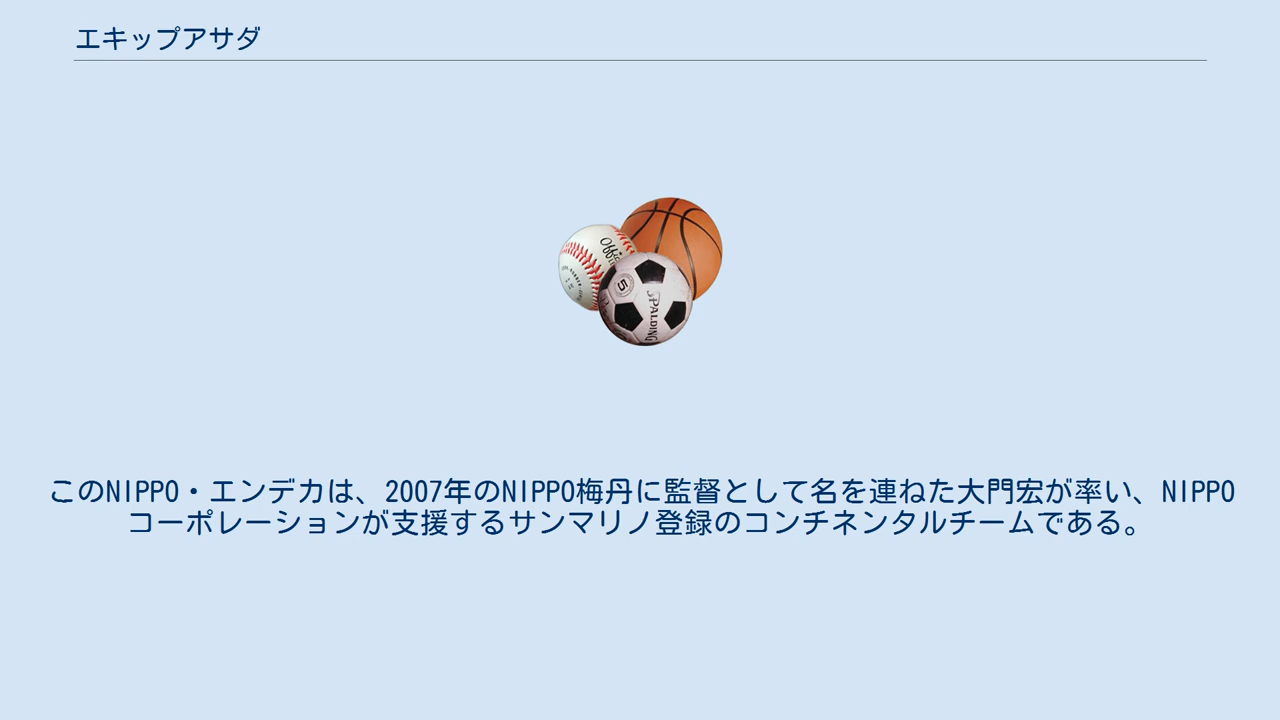 エキップアサダ
Offic
5
SPALDING
このNIPPO・エンデカは、2007年のNIPPO梅丹に監督として名を連ねた大門宏が率い、NIPPO
コーポレーションが支援するサンマリノ登録のコンチネンタルチームである。